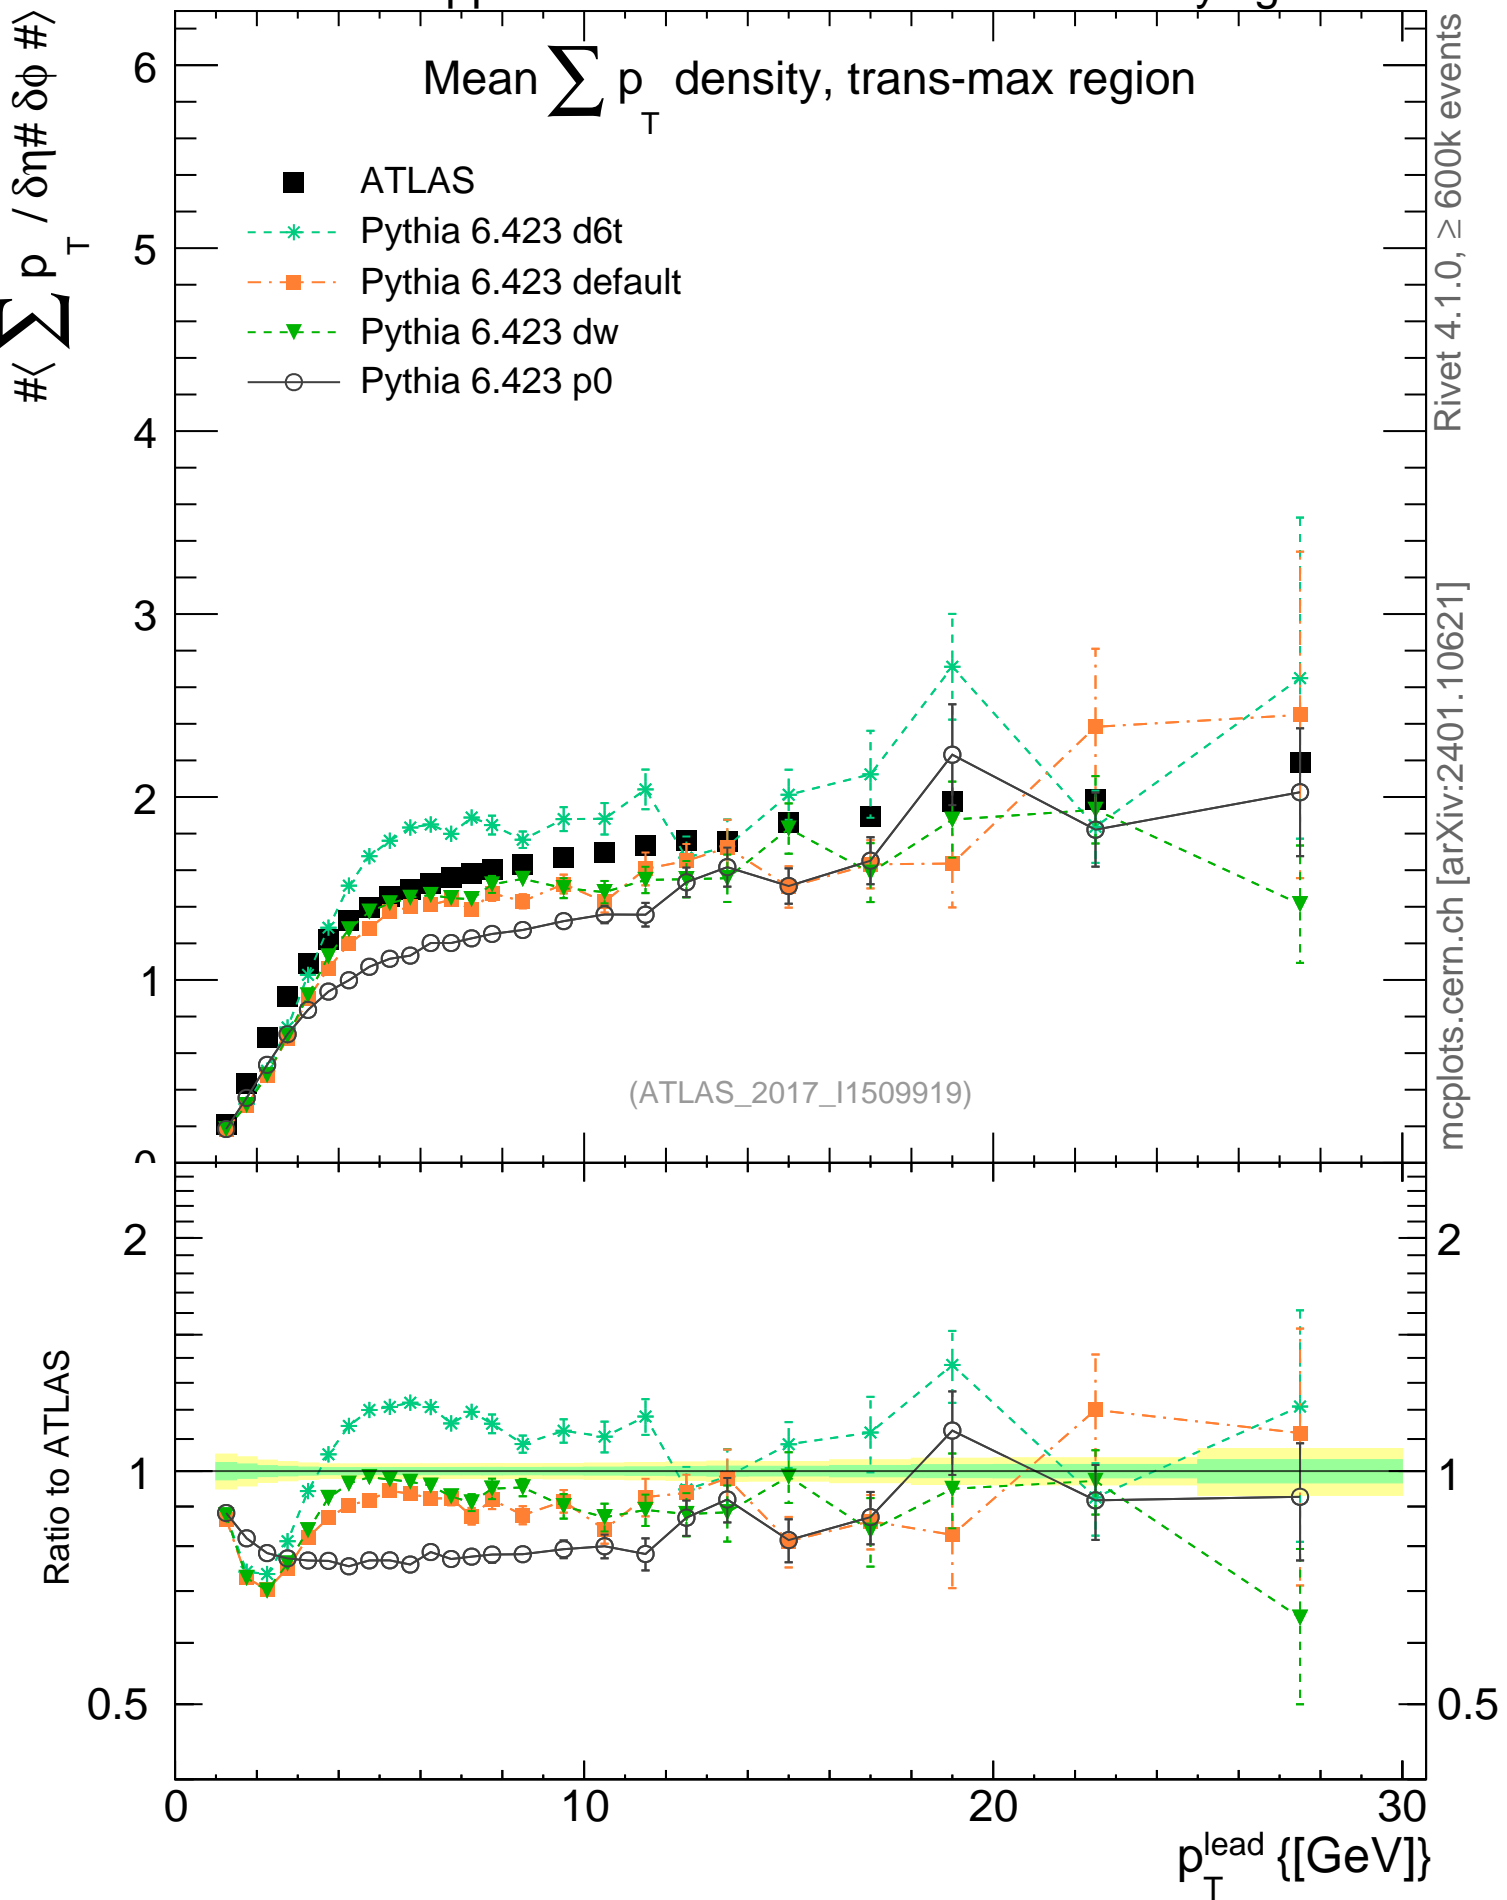 Mean ∑ p_T density, trans-max region
#⟨ ∑ p_T / δη# δϕ #⟩
ATLAS
Pythia 6.423 d6t
Pythia 6.423 default
Pythia 6.423 dw
Pythia 6.423 p0
6
5
4
3
2
1
(ATLAS_2017_I1509919)
Rivet 4.1.0, ≥ 600k events
mcplots.cern.ch [arXiv:2401.10621]
Ratio to ATLAS
2
1
0.5
2
1
0.5
0 10 20 30
p_T^lead {[GeV]}